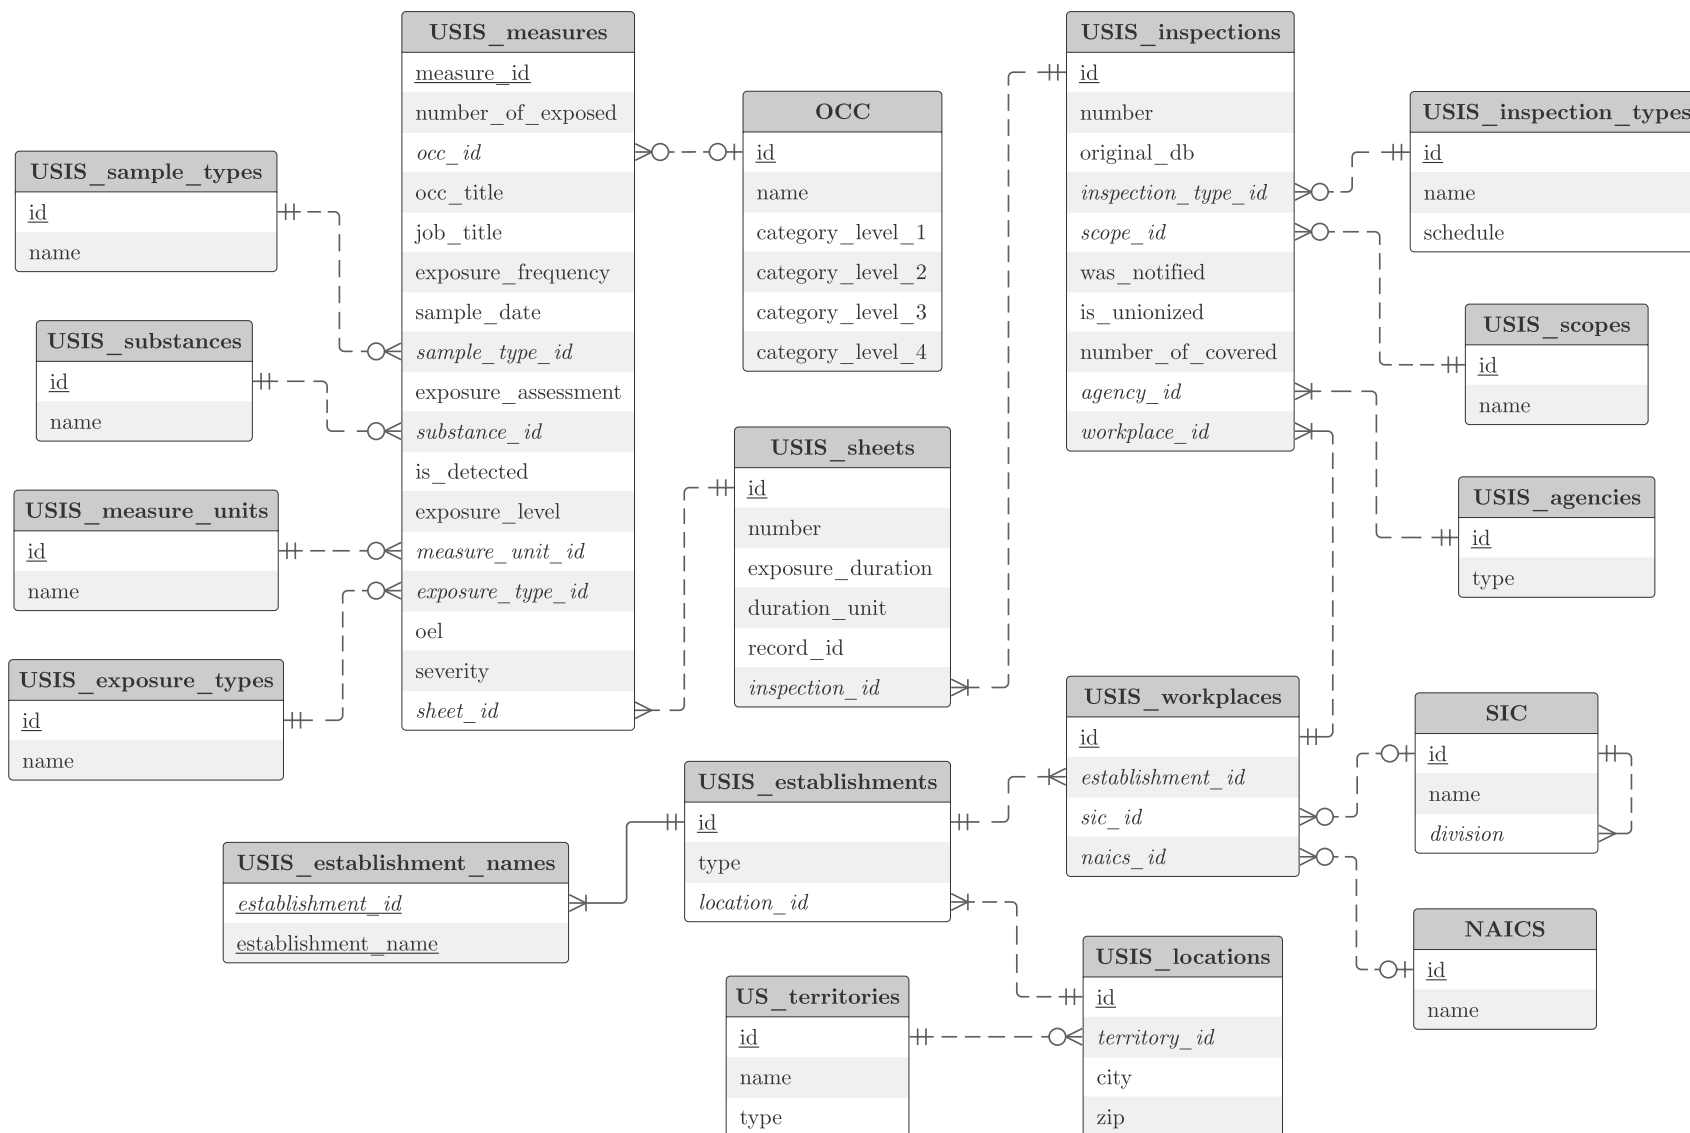 USIS_measures
measure_id
number_of_exposed
occ_id
occ_title
job_title
exposure_frequency
sample_date
sample_type_id
exposure_assessment
substance_id
is_detected
exposure_level
measure_unit_id
exposure_type_id
oel
severity
sheet_id
USIS_sample_types
id
name
USIS_substances
id
name
USIS_measure_units
id
name
USIS_exposure_types
id
name
OCC
id
name
category_level_1
category_level_2
category_level_3
category_level_4
USIS_sheets
id
number
exposure_duration
duration_unit
record_id
inspection_id
USIS_inspections
id
number
original_db
inspection_type_id
scope_id
was_notified
is_unionized
number_of_covered
agency_id
workplace_id
USIS_inspection_types
id
name
schedule
USIS_scopes
id
name
USIS_agencies
id
type
USIS_workplaces
id
establishment_id
sic_id
naics_id
SIC
id
name
division
NAICS
id
name
USIS_establishments
id
type
location_id
USIS_establishment_names
establishment_id
establishment_name
US_territories
id
name
type
USIS_locations
id
territory_id
city
zip